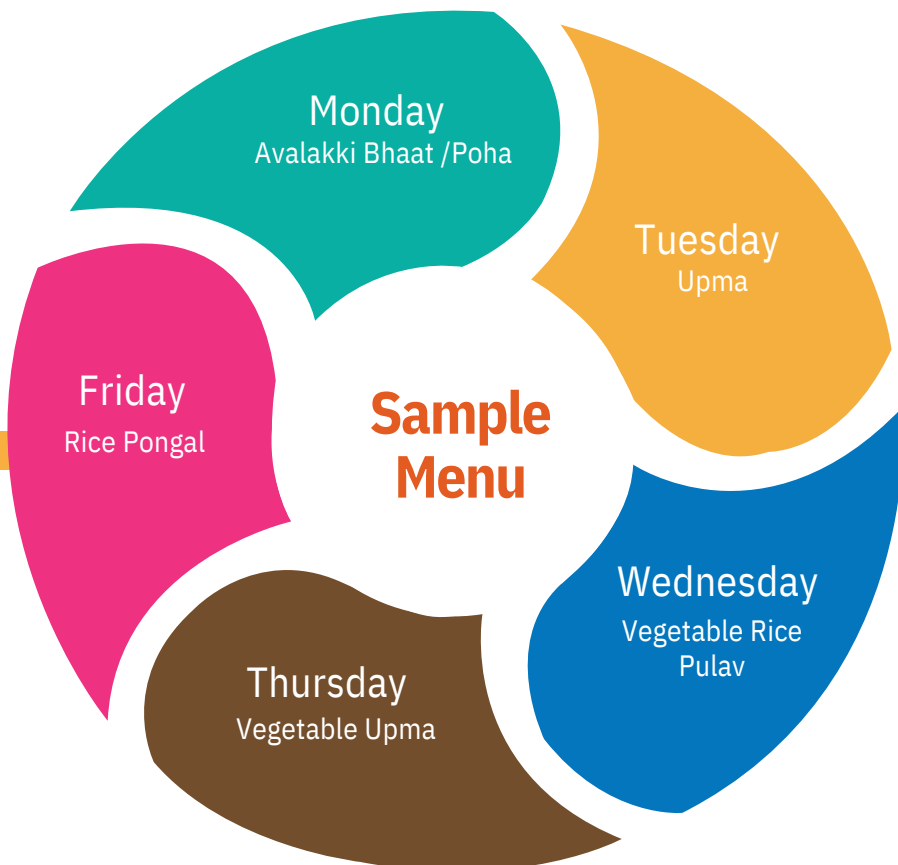 Monday
Avalakki Bhaat /Poha
Tuesday
Upma
Wednesday
Vegetable Rice
Pulav
Thursday
Vegetable Upma
Friday
Rice Pongal
Sample
Menu